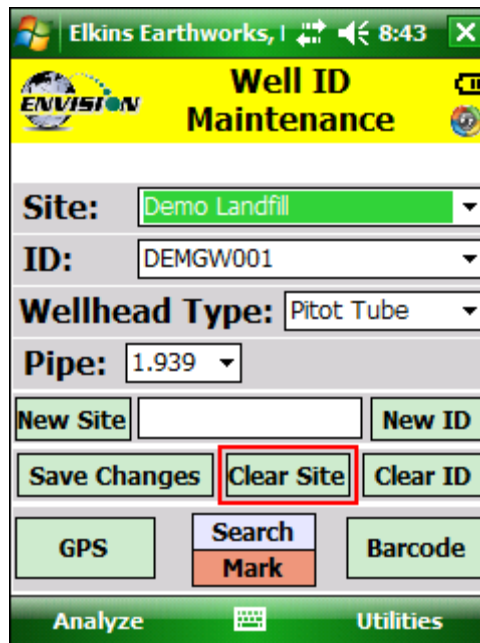 Elkins Earthworks, I 8:43
ENVISION
Well ID
Maintenance
Site: Demo Landfill
ID: DEMGW001
Wellhead Type: Pitot Tube
Pipe: 1.939
New Site New ID
Save Changes Clear Site Clear ID
GPS Search Mark Barcode
Analyze Utilities